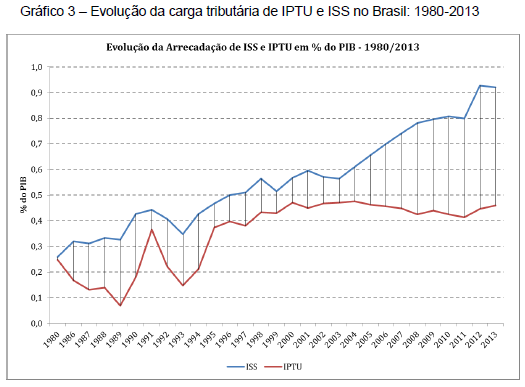 Gráfico 3 – Evolução da carga tributária de IPTU e ISS no Brasil: 1980-2013
Evolução da Arrecadação de ISS e IPTU em % do PIB - 1980/2013
% do PIB
1,0
0,9
0,8
0,7
0,6
0,5
0,4
0,3
0,2
0,1
0,0
1980 1986 1987 1988 1989 1990 1991 1992 1993 1994 1995 1996 1997 1998 1999 2000 2001 2002 2003 2004 2005 2006 2007 2008 2009 2010 2011 2012 2013
ISS IPTU